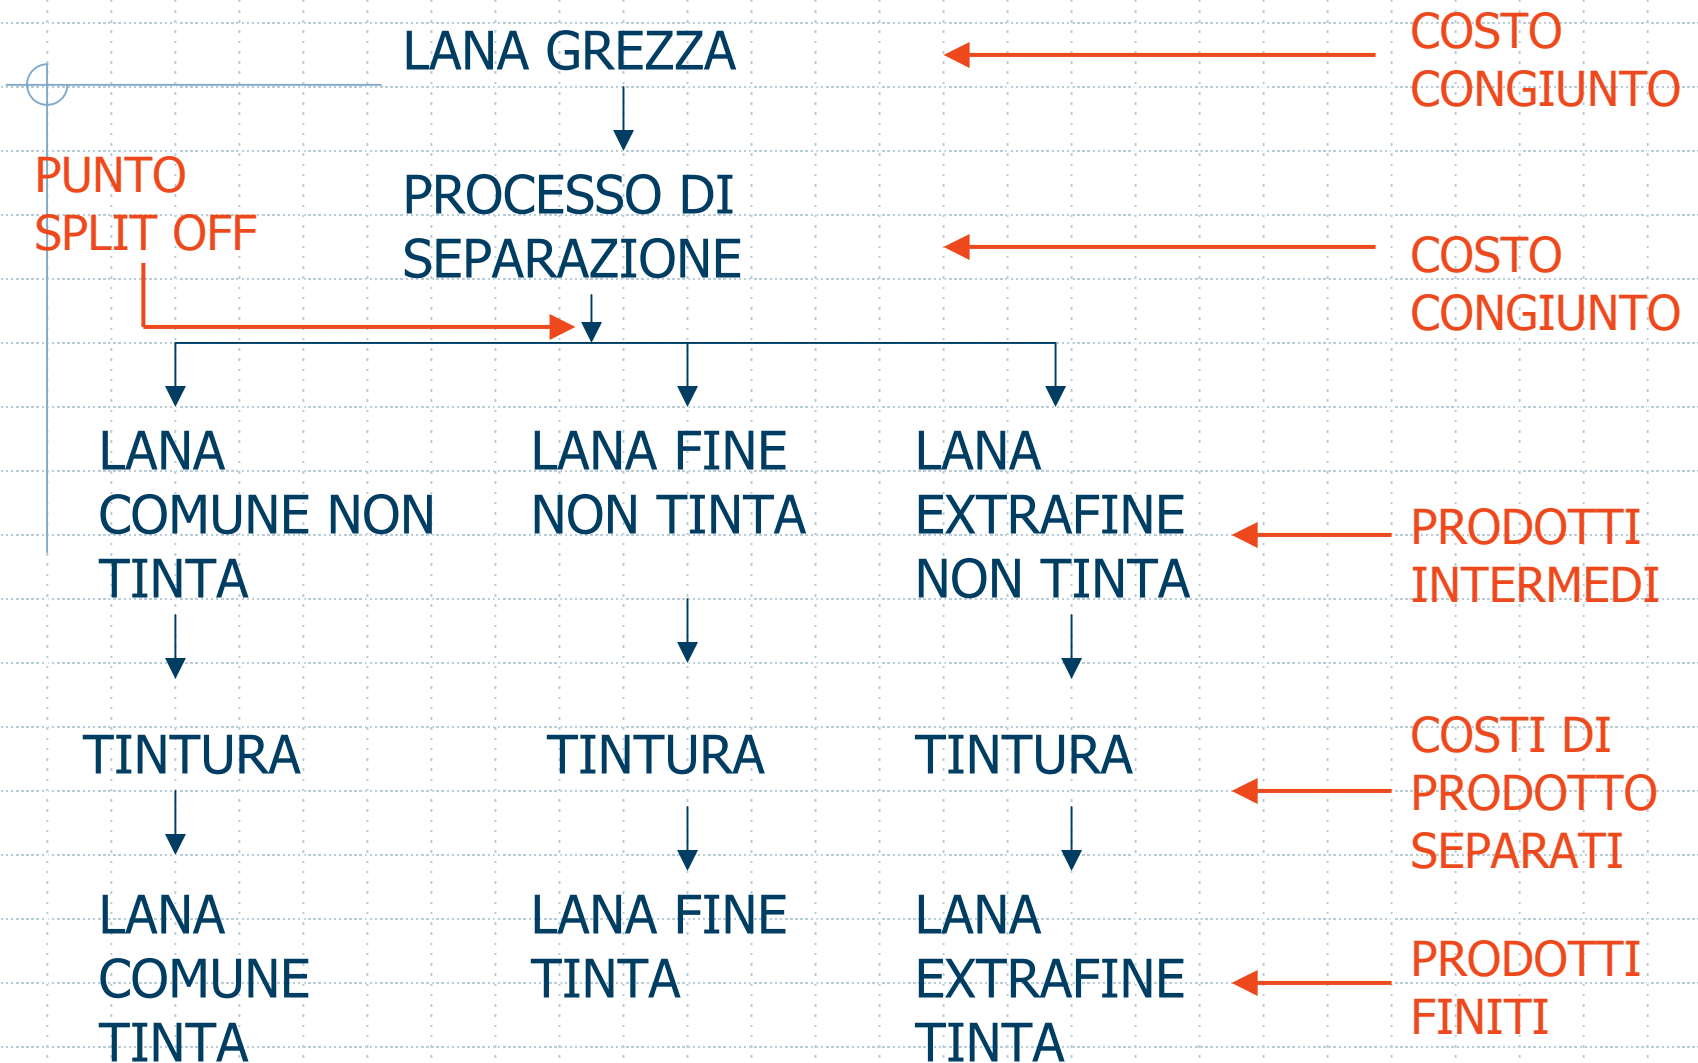 LANA GREZZA
COSTO
CONGIUNTO
PUNTO
SPLIT OFF
PROCESSO DI
SEPARAZIONE
COSTO
CONGIUNTO
LANA
COMUNE NON
TINTA
LANA FINE
NON TINTA
LANA
EXTRAFINE
NON TINTA
PRODOTTI
INTERMEDI
TINTURA
TINTURA
TINTURA
COSTI DI
PRODOTTO
SEPARATI
LANA
COMUNE
TINTA
LANA FINE
TINTA
LANA
EXTRAFINE
TINTA
PRODOTTI
FINITI